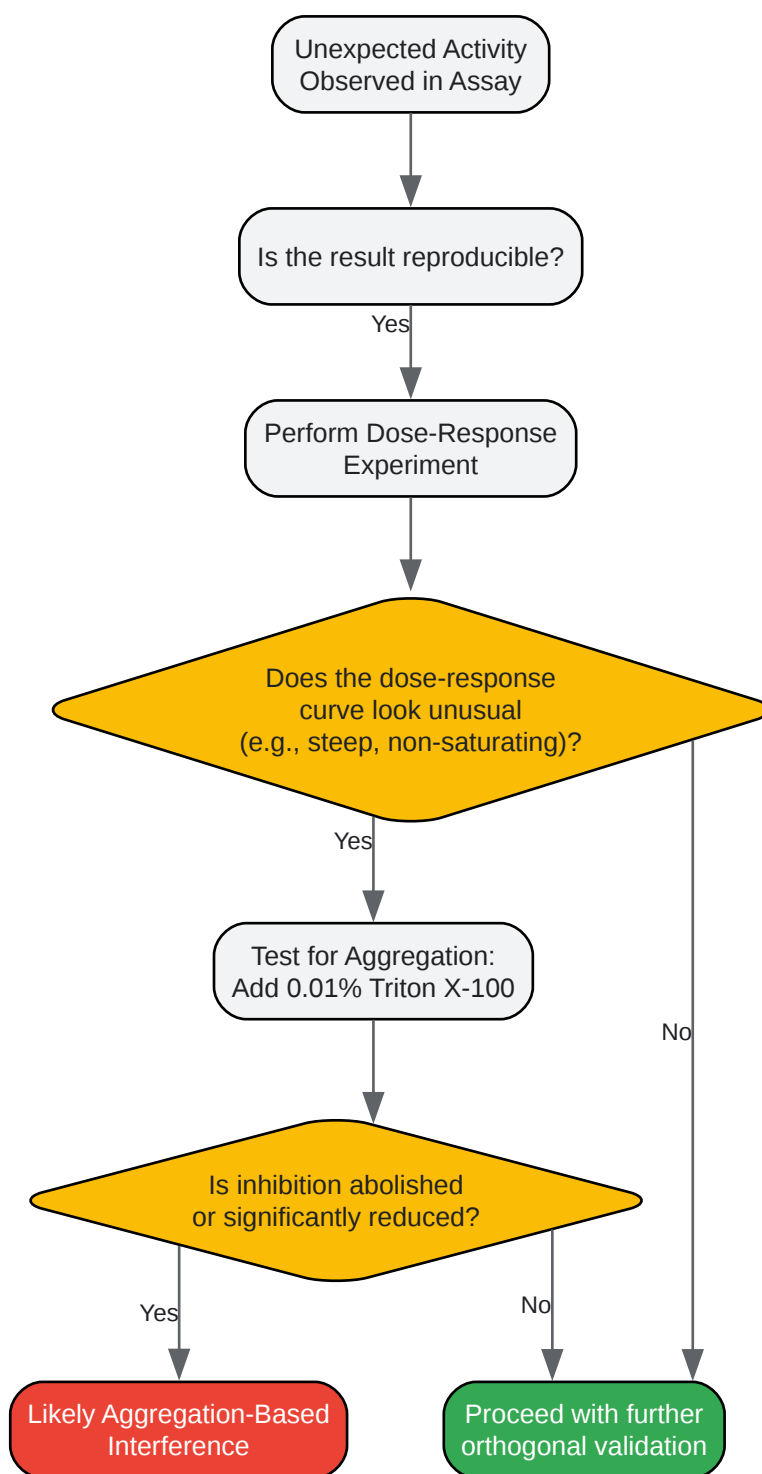 Unexpected Activity
Observed in Assay
Is the result reproducible?
Yes
Perform Dose-Response
Experiment
Does the dose-response
curve look unusual
(e.g., steep, non-saturating)?
Yes
Test for Aggregation:
Add 0.01% Triton X-100
No
Is inhibition abolished
or significantly reduced?
Yes
No
Likely Aggregation-Based
Interference
Proceed with further
orthogonal validation